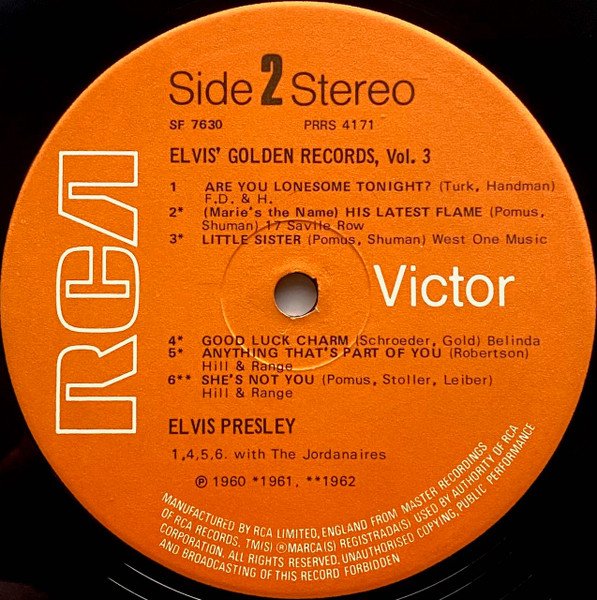 Side 2 Stereo
SF 7630 PRRS 4171
ELVIS' GOLDEN RECORDS, Vol. 3
1 ARE YOU LONESOME TONIGHT? (Turk, Handman)
F.D. & H.
2* (Marie's the Name) HIS LATEST FLAME (Pomus,
Shuman) 17 Savile Row
3* LITTLE SISTER (Pomus, Shuman) West One Music
RCA
Victor
4* GOOD LUCK CHARM (Schroeder, Gold) Belinda
5* ANYTHING THAT'S PART OF YOU (Robertson)
Hill & Range
6** SHE'S NOT YOU (Pomus, Stoller, Leiber)
Hill & Range
ELVIS PRESLEY
1,4,5,6. with The Jordanaires
℗ 1960 *1961, **1962
MANUFACTURED BY RCA LIMITED, ENGLAND FROM MASTER RECORDINGS
OF RCA RECORDS. TM(S) ® MARCA(S) REGISTRADA(S) USED BY AUTHORITY OF RCA
CORPORATION. ALL RIGHTS RESERVED. UNAUTHORISED COPYING, PUBLIC PERFORMANCE
AND BROADCASTING OF THIS RECORD FORBIDDEN